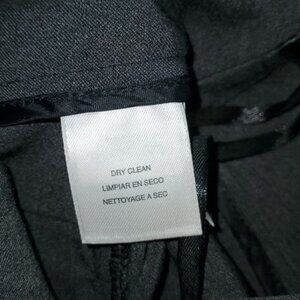 DRY CLEAN
LIMPIAR EN SECO
NETTOYAGE A SEC